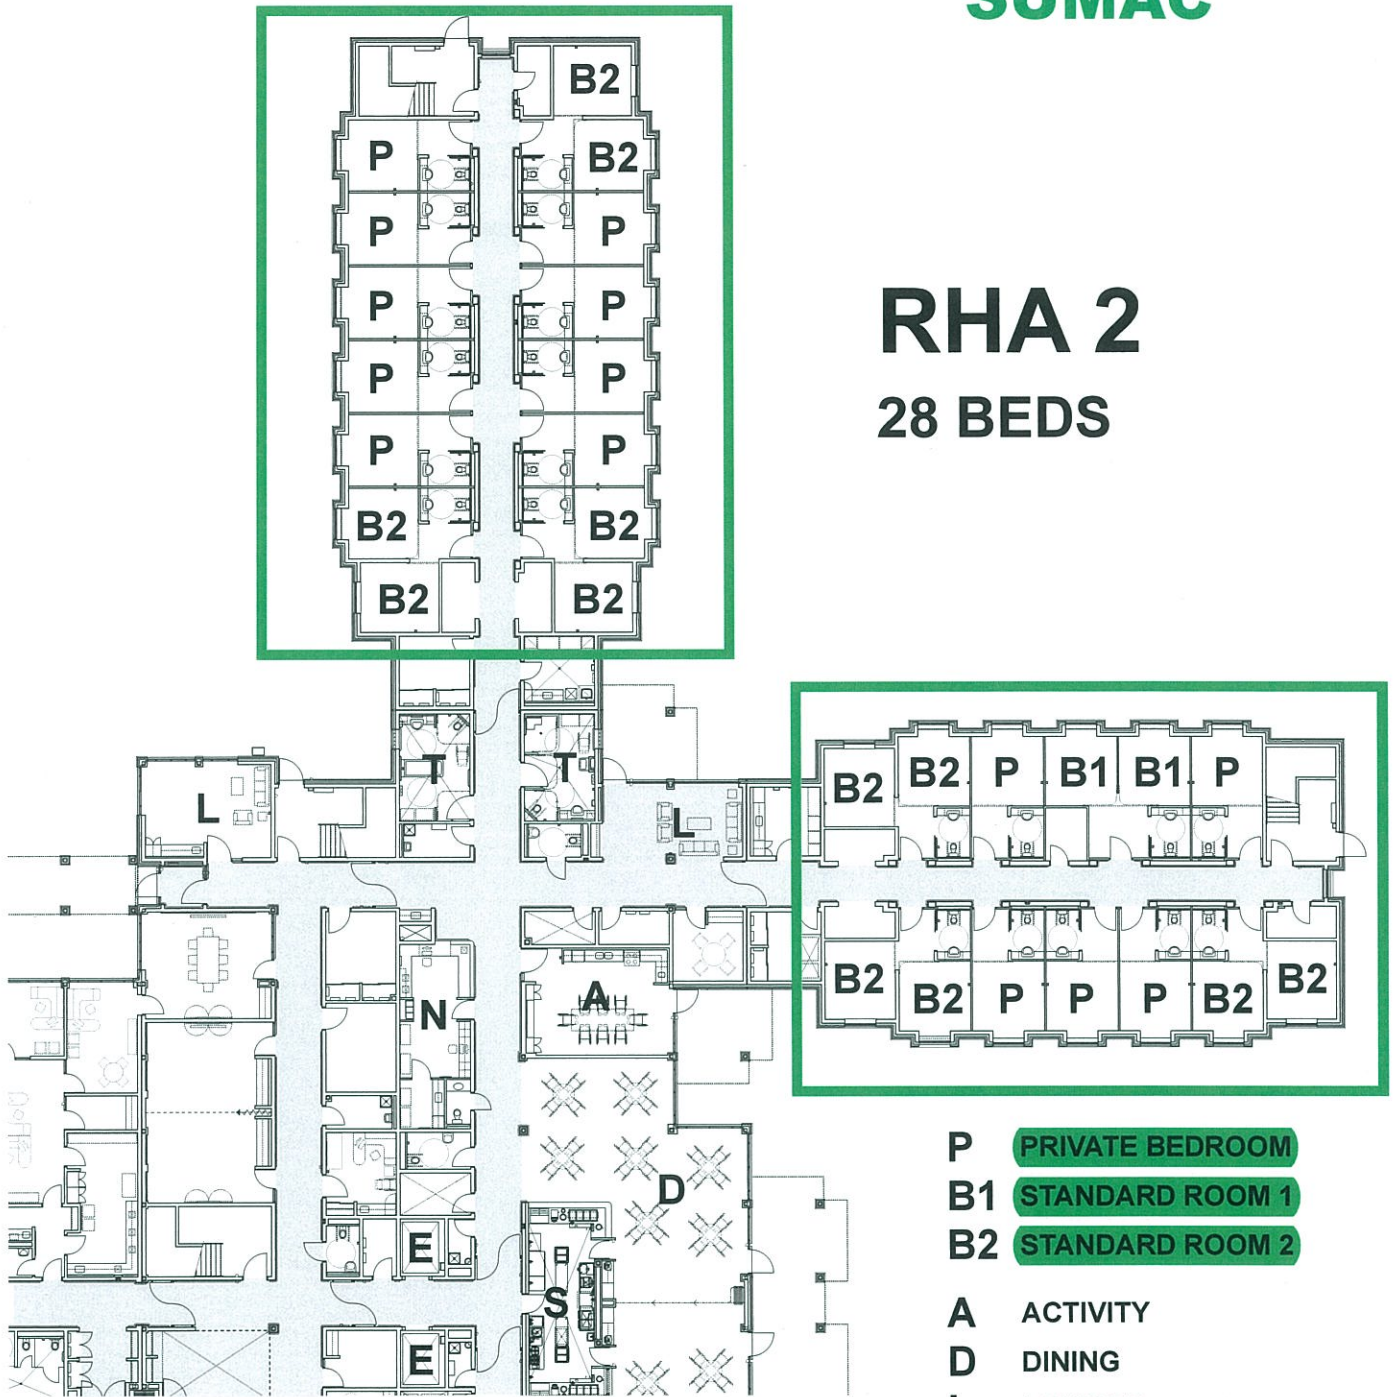 SUMAC
B2
P B2
P P
P P
P P
P P
B2 B2
B2 B2
RHA 2
28 BEDS
T T
L L
B2 B2 P B1 B1 P
B2 B2 P P P B2 B2
N A
D
E S
E
P PRIVATE BEDROOM
B1 STANDARD ROOM 1
B2 STANDARD ROOM 2
A ACTIVITY
D DINING